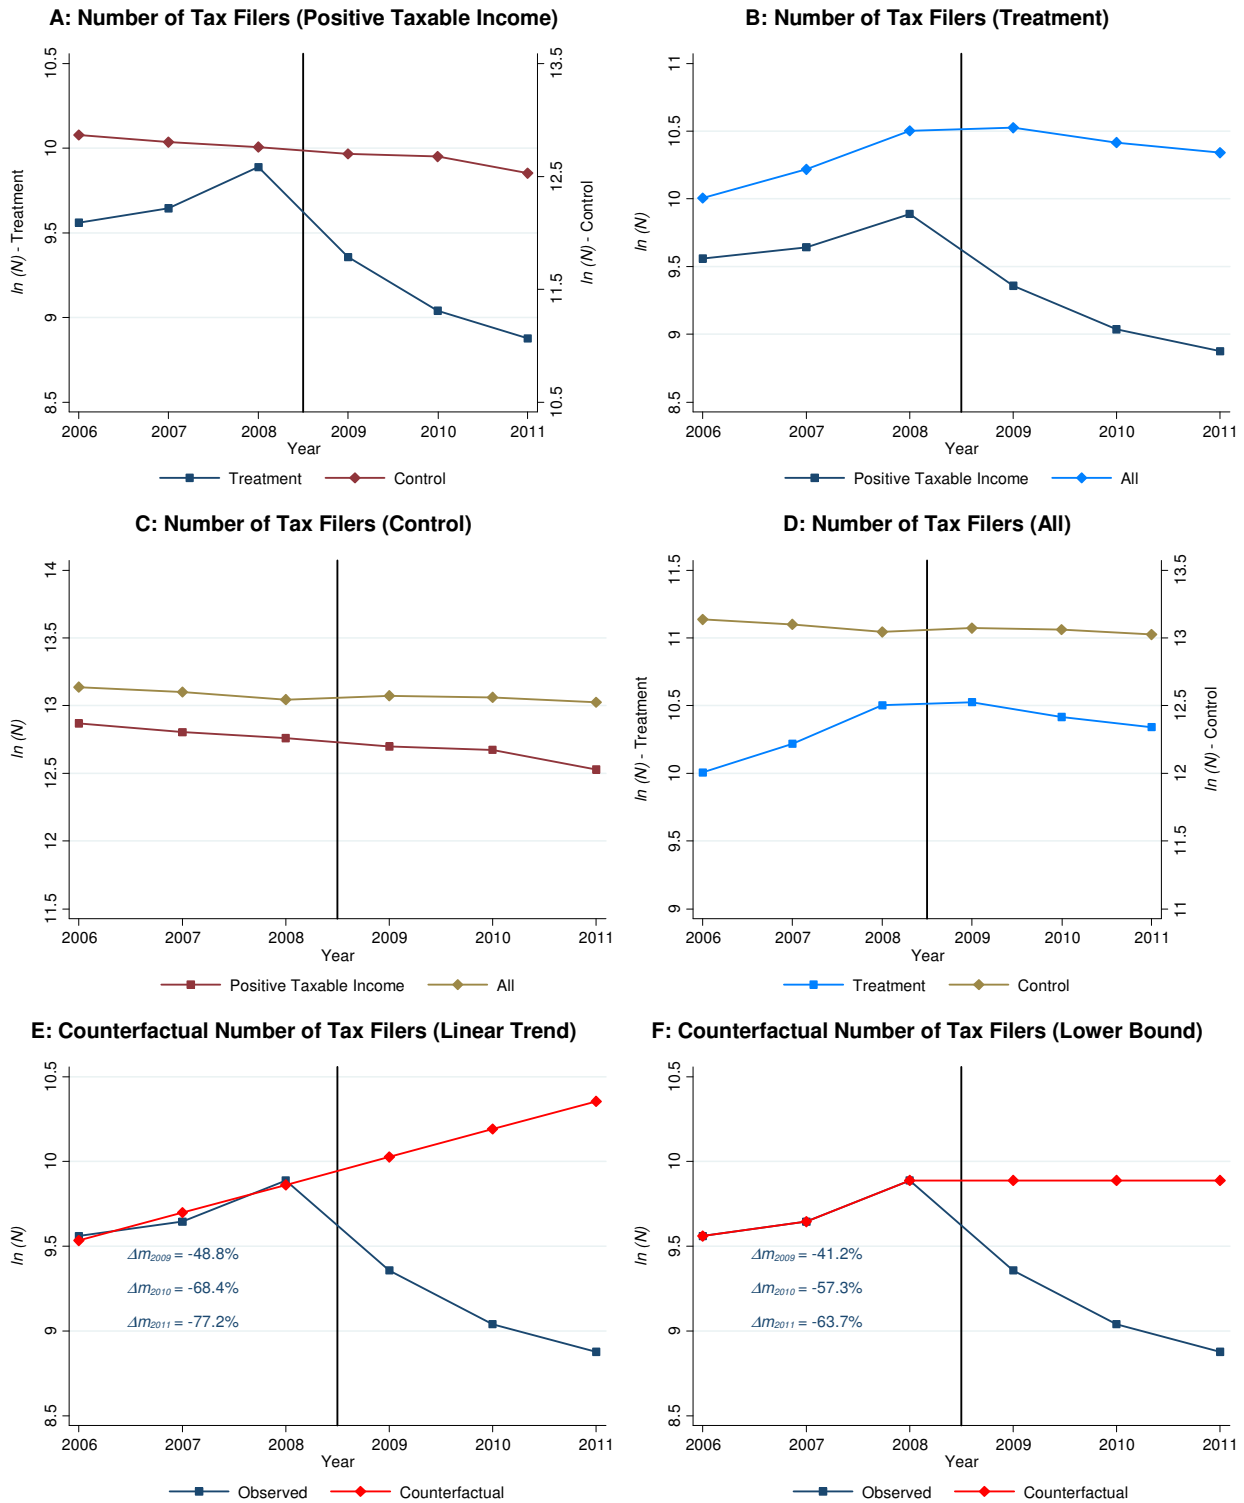 A: Number of Tax Filers (Positive Taxable Income)
ln (N) - Treatment
8.5 9 9.5 10 10.5
ln (N) - Control
10.5 11.5 12.5 13.5
2006 2007 2008 2009 2010 2011
Year
Treatment Control
B: Number of Tax Filers (Treatment)
ln (N)
8.5 9 9.5 10 10.5 11
2006 2007 2008 2009 2010 2011
Year
Positive Taxable Income All
C: Number of Tax Filers (Control)
ln (N)
11.5 12 12.5 13 13.5 14
2006 2007 2008 2009 2010 2011
Year
Positive Taxable Income All
D: Number of Tax Filers (All)
ln (N) - Treatment
9 9.5 10 10.5 11 11.5
ln (N) - Control
11 11.5 12 12.5 13 13.5
2006 2007 2008 2009 2010 2011
Year
Treatment Control
E: Counterfactual Number of Tax Filers (Linear Trend)
ln (N)
8.5 9 9.5 10 10.5
Δm2009 = -48.8%
Δm2010 = -68.4%
Δm2011 = -77.2%
2006 2007 2008 2009 2010 2011
Year
Observed Counterfactual
F: Counterfactual Number of Tax Filers (Lower Bound)
ln (N)
8.5 9 9.5 10 10.5
Δm2009 = -41.2%
Δm2010 = -57.3%
Δm2011 = -63.7%
2006 2007 2008 2009 2010 2011
Year
Observed Counterfactual